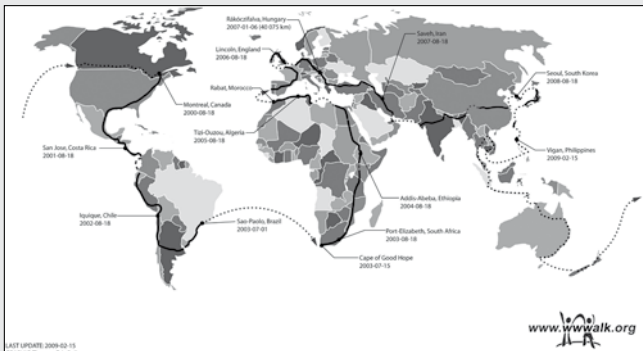 Rákóczifalva, Hungary
2007-01-06 (40 075 km)
Lincoln, England
2006-08-18
Saveh, Iran
2007-08-18
Seoul, South Korea
2008-08-18
Rabat, Morocco
Montreal, Canada
2000-08-18
Tizi-Ouzou, Algeria
2005-08-18
San Jose, Costa Rica
2001-08-18
Vigan, Philippines
2009-02-15
Addis-Abeba, Ethiopia
2004-08-18
Iquique, Chile
2002-08-18
Sao-Paolo, Brazil
2003-07-01
Port-Elizabeth, South Africa
2003-08-18
Cape of Good Hope
2003-07-15
www.wwwalk.org
LAST UPDATE: 2009-02-15